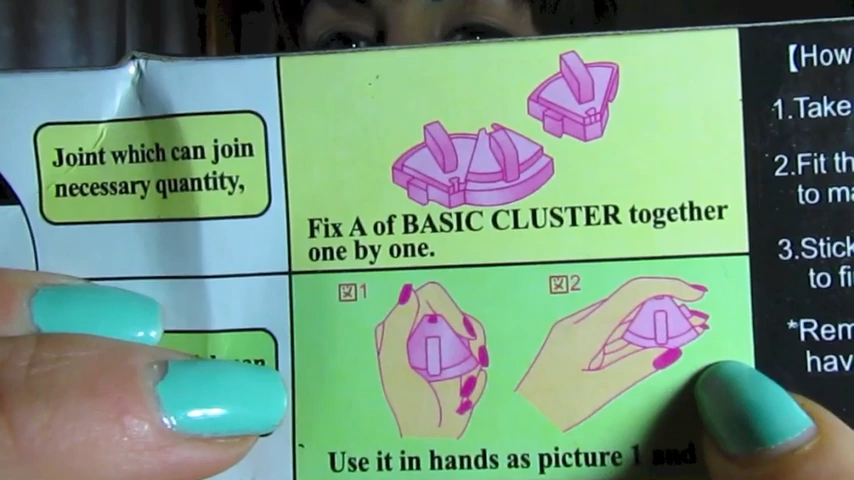 Joint which can join
necessary quantity,
Fix A of BASIC CLUSTER together
one by one.
図1
図2
Use it in hands as picture 1 and
【How
1.Take
2.Fit th
to ma
3.Stick
to fi
*Rem
hav